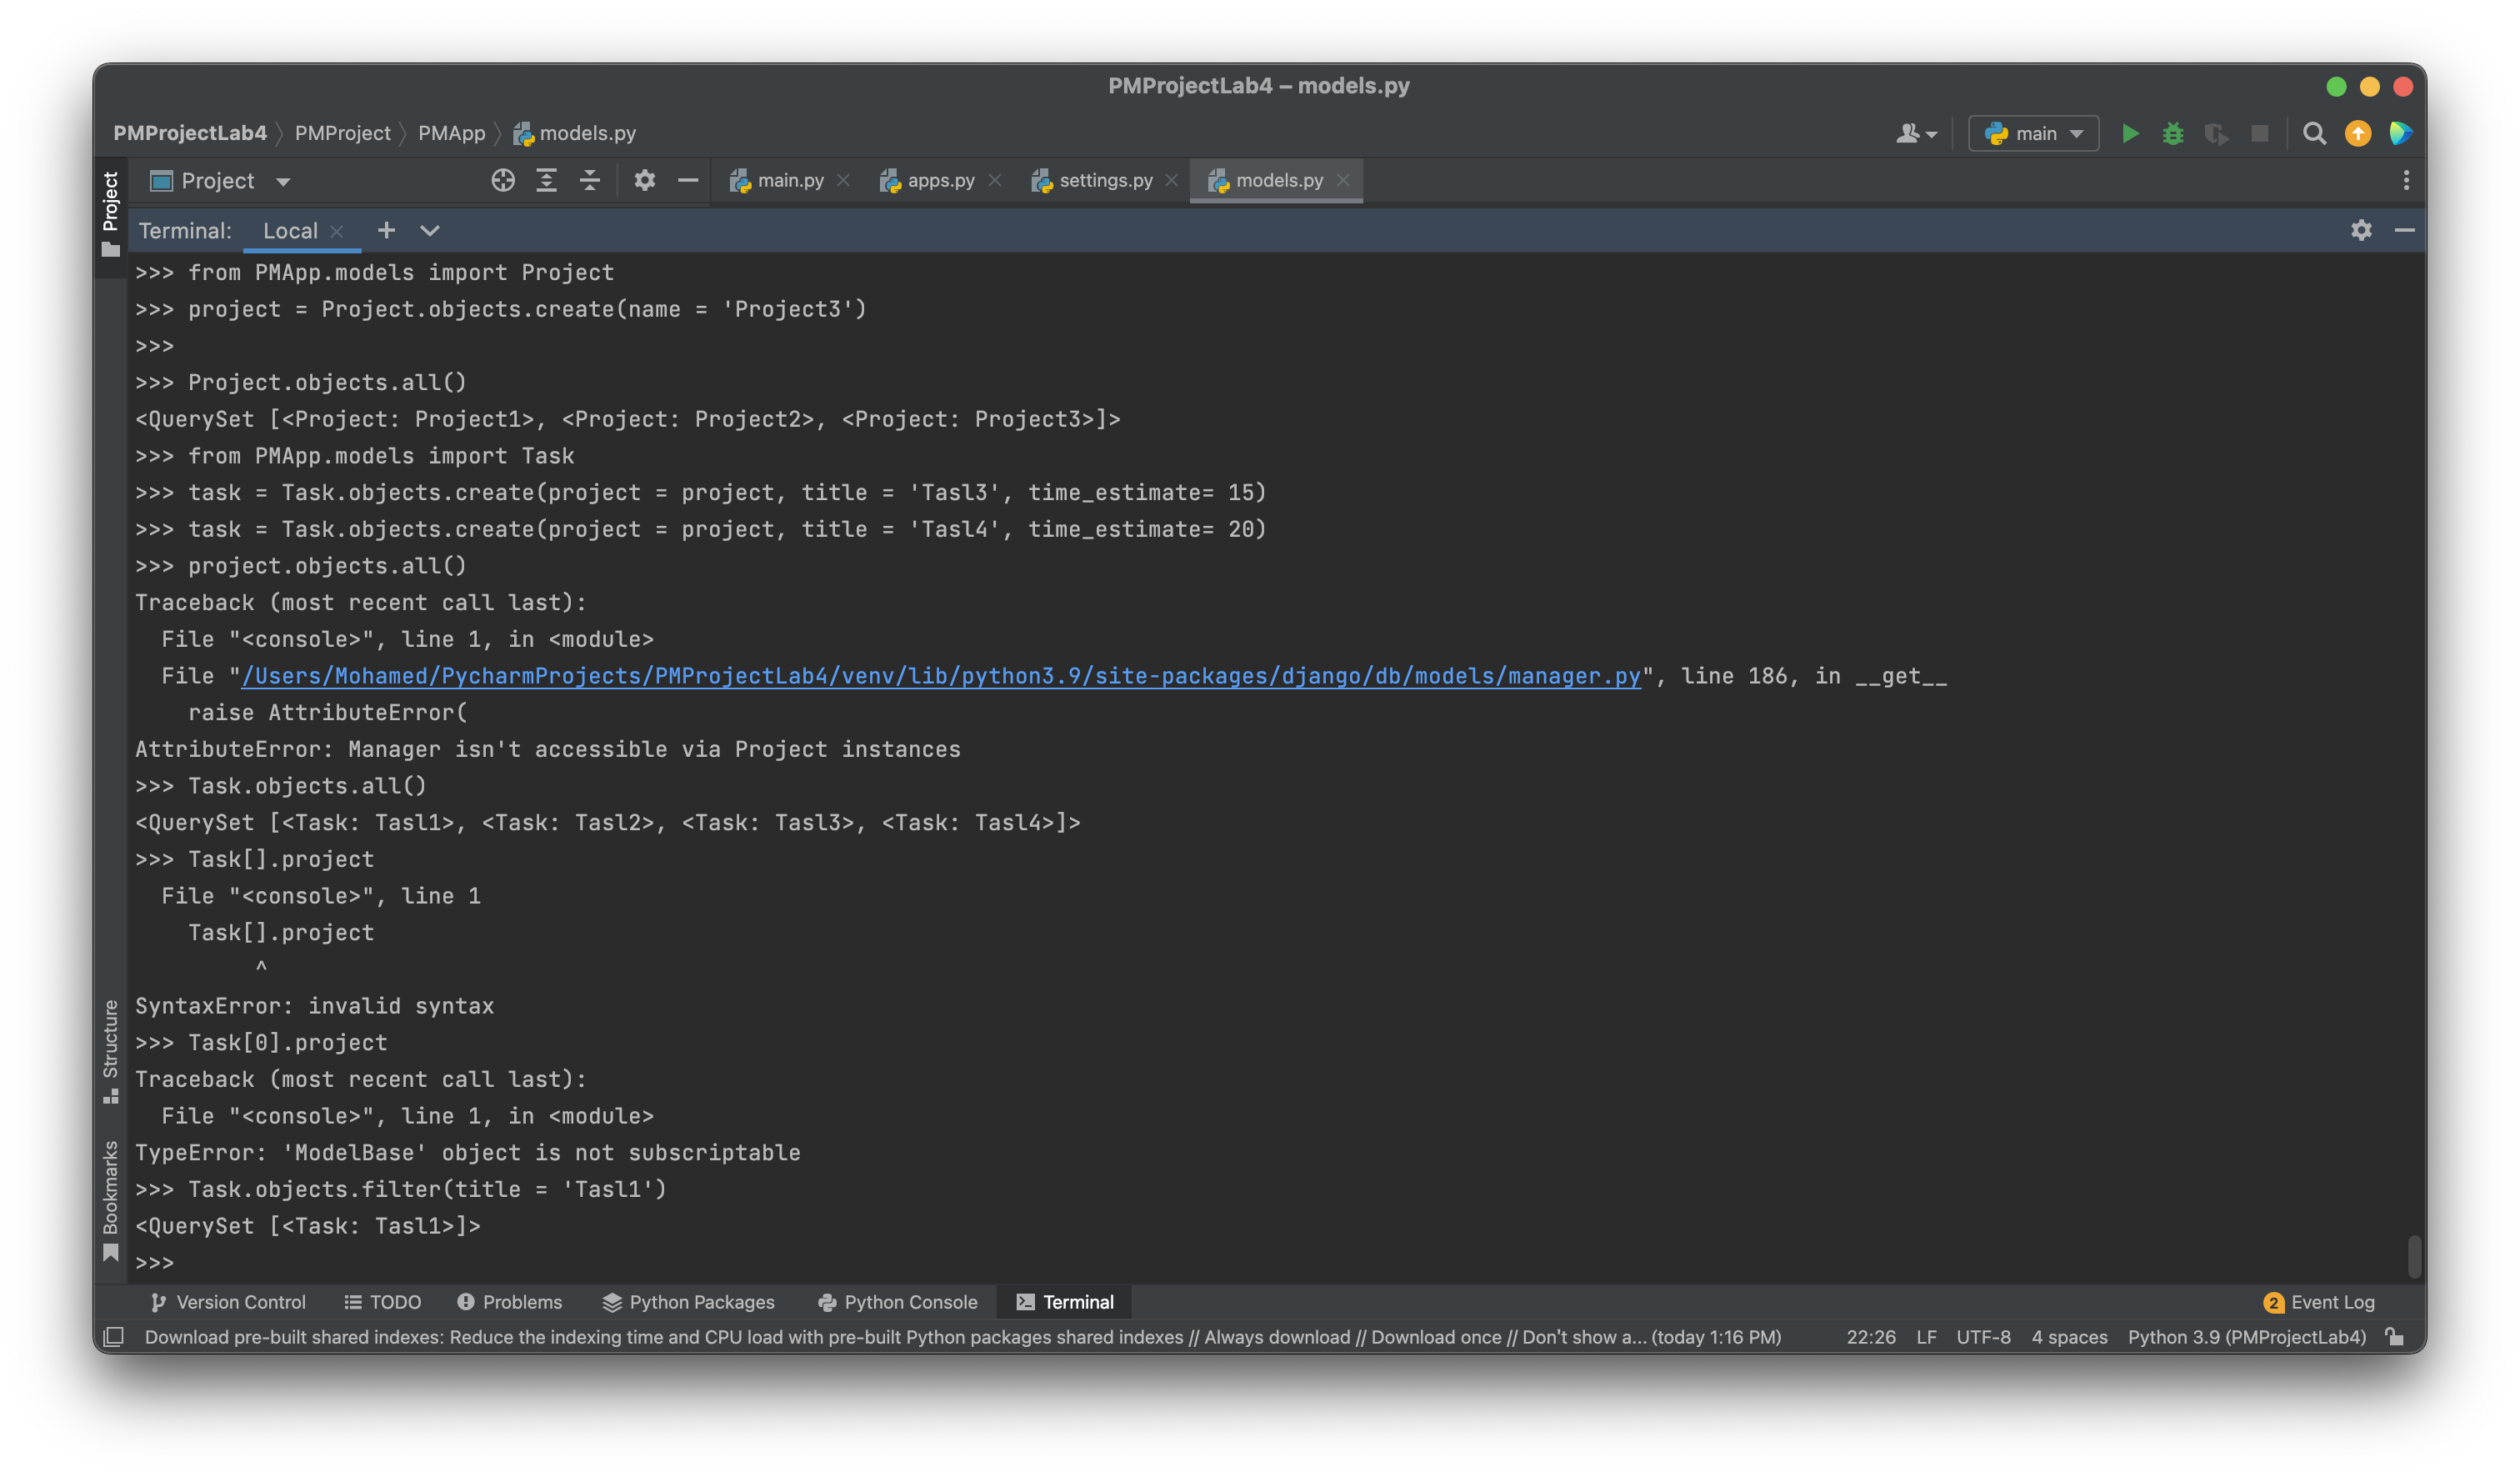 PMProjectLab4 – models.py
PMProjectLab4 PMProject PMApp models.py main
Project Project main.py apps.py settings.py models.py
Terminal: Local
>>> from PMApp.models import Project
>>> project = Project.objects.create(name = 'Project3')
>>>
>>> Project.objects.all()
<QuerySet [<Project: Project1>, <Project: Project2>, <Project: Project3>]>
>>> from PMApp.models import Task
>>> task = Task.objects.create(project = project, title = 'Tasl3', time_estimate= 15)
>>> task = Task.objects.create(project = project, title = 'Tasl4', time_estimate= 20)
>>> project.objects.all()
Traceback (most recent call last):
  File "<console>", line 1, in <module>
  File "/Users/Mohamed/PycharmProjects/PMProjectLab4/venv/lib/python3.9/site-packages/django/db/models/manager.py", line 186, in __get__
    raise AttributeError(
AttributeError: Manager isn't accessible via Project instances
>>> Task.objects.all()
<QuerySet [<Task: Tasl1>, <Task: Tasl2>, <Task: Tasl3>, <Task: Tasl4>]>
>>> Task[].project
  File "<console>", line 1
    Task[].project
         ^
SyntaxError: invalid syntax
>>> Task[0].project
Traceback (most recent call last):
  File "<console>", line 1, in <module>
TypeError: 'ModelBase' object is not subscriptable
>>> Task.objects.filter(title = 'Tasl1')
<QuerySet [<Task: Tasl1>]>
>>>
Structure
Bookmarks
Version Control TODO Problems Python Packages Python Console Terminal 2 Event Log
Download pre-built shared indexes: Reduce the indexing time and CPU load with pre-built Python packages shared indexes // Always download // Download once // Don't show a... (today 1:16 PM) 22:26 LF UTF-8 4 spaces Python 3.9 (PMProjectLab4)